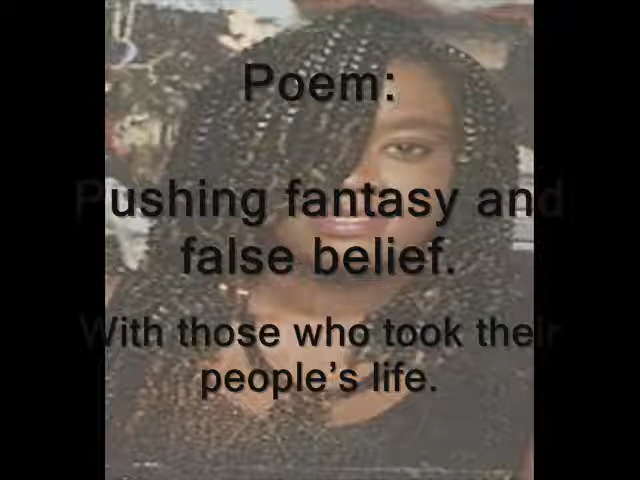 Poem:
Pushing fantasy and
false belief.
With those who took their
people’s life.